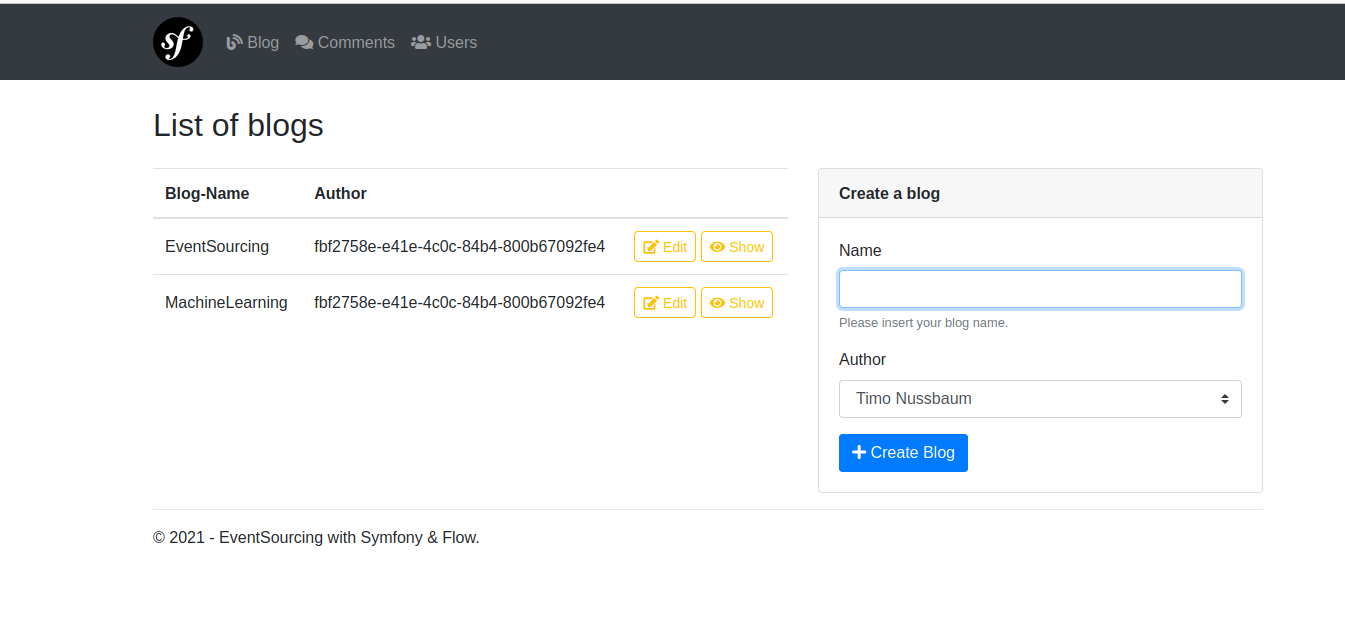 sf Blog Comments Users
List of blogs
Blog-Name Author
EventSourcing fbf2758e-e41e-4c0c-84b4-800b67092fe4 Edit Show
MachineLearning fbf2758e-e41e-4c0c-84b4-800b67092fe4 Edit Show
Create a blog
Name
Please insert your blog name.
Author
Timo Nussbaum
Create Blog
© 2021 - EventSourcing with Symfony & Flow.